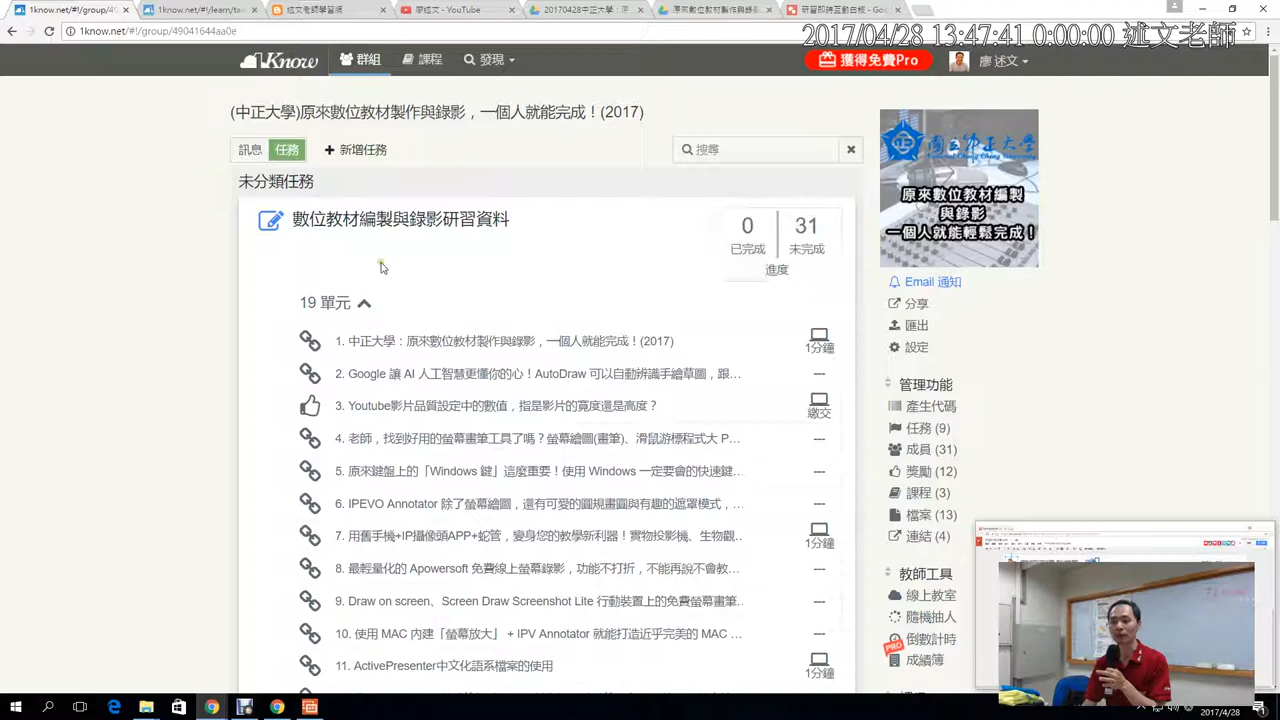 1know.net/#!/group/4
1know.net/#!/learn/ta
述文老師學習網
廖述文 - YouTube
20170428中正大學：原
原來數位教材製作與錄
研習即時互動白板 - Goo
1know.net/#!/group/49041644aa0e
2017/04/28 13:47:41 0:00:00 述文老師
1Know
群組
課程
發現
獲得免費Pro
廖 述文
(中正大學)原來數位教材製作與錄影，一個人就能完成！(2017)
訊息
任務
新增任務
搜尋
未分類任務
數位教材編製與錄影研習資料
0
已完成
31
未完成
進度
19 單元
1. 中正大學：原來數位教材製作與錄影，一個人就能完成！(2017)
1分鐘
2. Google 讓 AI 人工智慧更懂你的心！AutoDraw 可以自動辨識手繪草圖，跟...
---
3. Youtube影片品質設定中的數值，指是影片的寬度還是高度？
繳交
4. 老師，找到好用的螢幕畫筆工具了嗎？螢幕繪圖(畫筆)、滑鼠游標程式大 P...
---
5. 原來鍵盤上的「Windows 鍵」這麼重要！使用 Windows 一定要會的快速鍵...
---
6. IPEVO Annotator 除了螢幕繪圖，還有可愛的圓規畫圓與有趣的遮罩模式，...
---
7. 用舊手機+IP攝像頭APP+蛇管，變身您的教學新利器！實物投影機、生物觀...
1分鐘
8. 最輕量化的 Apowersoft 免費線上螢幕錄影，功能不打折，不能再說不會教...
---
9. Draw on screen、Screen Draw Screenshot Lite 行動裝置上的免費螢幕畫筆...
---
10. 使用 MAC 內建「螢幕放大」 + IPV Annotator 就能打造近乎完美的 MAC ...
---
11. ActivePresenter中文化語系檔案的使用
1分鐘
國立中正大學
National Chung Cheng University
原來數位教材編製
與錄影
一個人就能輕鬆完成！
Email 通知
分享
匯出
設定
管理功能
產生代碼
任務 (9)
成員 (31)
獎勵 (12)
課程 (3)
檔案 (13)
連結 (4)
教師工具
線上教室
隨機抽人
倒數計時
PRO
成績簿
2017/4/28